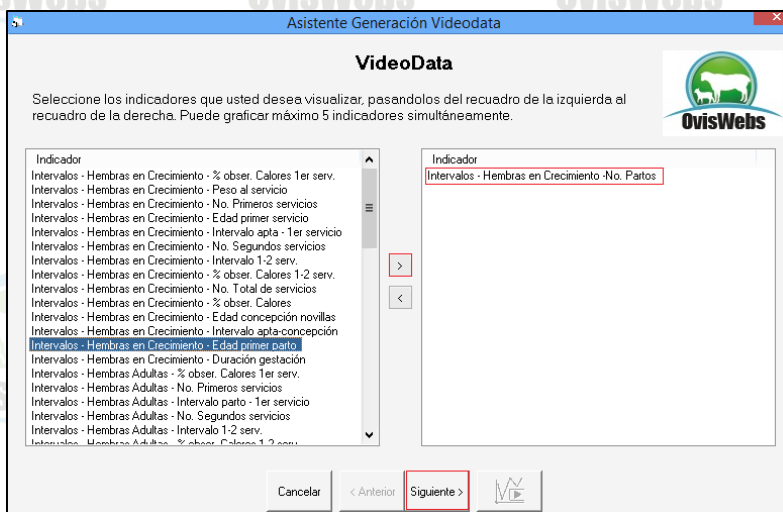 Asistente Generación Videodata
VideoData
Seleccione los indicadores que usted desea visualizar, pasandolos del recuadro de la izquierda al
recuadro de la derecha. Puede graficar máximo 5 indicadores simultáneamente.
OvisWebs
Indicador
Intervalos - Hembras en Crecimiento - % obser. Calores 1er serv.
Intervalos - Hembras en Crecimiento - Peso al servicio
Intervalos - Hembras en Crecimiento - No. Primeros servicios
Intervalos - Hembras en Crecimiento - Edad primer servicio
Intervalos - Hembras en Crecimiento - Intervalo apta - 1er servicio
Intervalos - Hembras en Crecimiento - No. Segundos servicios
Intervalos - Hembras en Crecimiento - Intervalo 1-2 serv.
Intervalos - Hembras en Crecimiento - % obser. Calores 1-2 serv.
Intervalos - Hembras en Crecimiento - No. Total de servicios
Intervalos - Hembras en Crecimiento - % obser. Calores
Intervalos - Hembras en Crecimiento - Edad concepción novillas
Intervalos - Hembras en Crecimiento - Intervalo apta-concepción
Intervalos - Hembras en Crecimiento - Edad primer parto
Intervalos - Hembras en Crecimiento - Duración gestación
Intervalos - Hembras Adultas - % obser. Calores 1er serv.
Intervalos - Hembras Adultas - No. Primeros servicios
Intervalos - Hembras Adultas - Intervalo parto - 1er servicio
Intervalos - Hembras Adultas - No. Segundos servicios
Intervalos - Hembras Adultas - Intervalo 1-2 serv.
Intervalos - Hembras Adultas - % obser. Calores 1-2 serv.
>
<
Indicador
Intervalos - Hembras en Crecimiento -No. Partos
Cancelar
< Anterior
Siguiente >